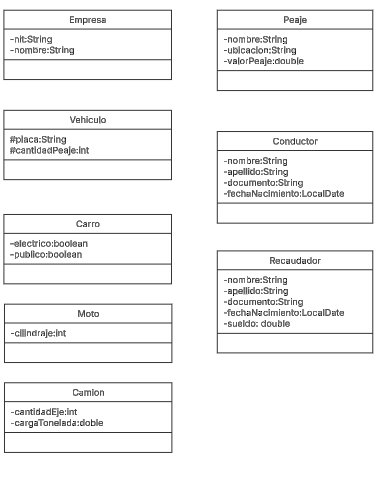 Empresa
-nit:String
-nombre:String
Vehiculo
#placa:String
#cantidadPeaje:int
Carro
-electrico:boolean
-publico:boolean
Moto
-cilindraje:int
Camion
-cantidadEje:int
-cargaTonelada:doble
Peaje
-nombre:String
-ubicacion:String
-valorPeaje:double
Conductor
-nombre:String
-apellido:String
-documento:String
-fechaNacimiento:LocalDate
Recaudador
-nombre:String
-apellido:String
-documento:String
-fechaNacimiento:LocalDate
-sueldo: double